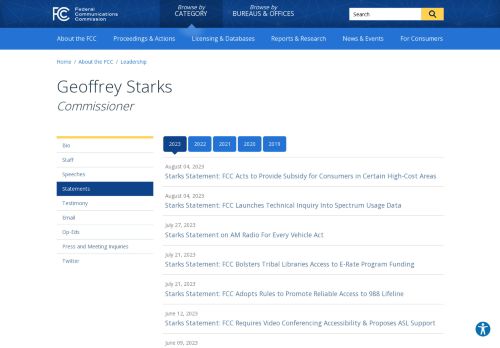 FCC
Federal
Communications
Commission
Browse by
CATEGORY
Browse by
BUREAUS & OFFICES
Search
About the FCC
Proceedings & Actions
Licensing & Databases
Reports & Research
News & Events
For Consumers
Home / About the FCC / Leadership
Geoffrey Starks
Commissioner
Bio
Staff
Speeches
Statements
Testimony
Email
Op-Eds
Press and Meeting Inquiries
Twitter
2023 2022 2021 2020 2019
August 04, 2023
Starks Statement: FCC Acts to Provide Subsidy for Consumers in Certain High-Cost Areas
August 04, 2023
Starks Statement: FCC Launches Technical Inquiry Into Spectrum Usage Data
July 27, 2023
Starks Statement on AM Radio For Every Vehicle Act
July 21, 2023
Starks Statement: FCC Bolsters Tribal Libraries Access to E-Rate Program Funding
July 21, 2023
Starks Statement: FCC Adopts Rules to Promote Reliable Access to 988 Lifeline
June 12, 2023
Starks Statement: FCC Requires Video Conferencing Accessibility & Proposes ASL Support
June 09, 2023